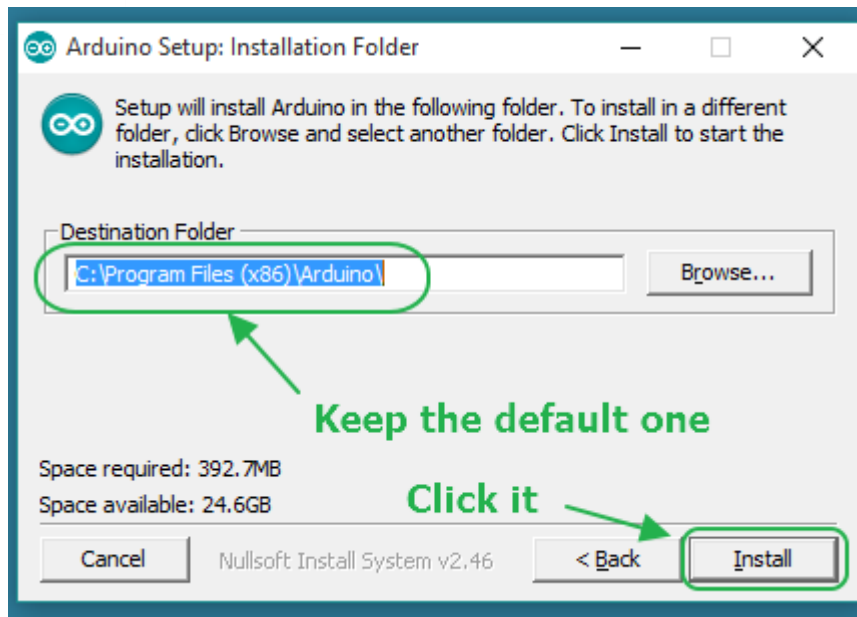 Arduino Setup: Installation Folder
Setup will install Arduino in the following folder. To install in a different
folder, click Browse and select another folder. Click Install to start the
installation.
Destination Folder
C:\Program Files (x86)\Arduino\
Browse...
Keep the default one
Space required: 392.7MB
Space available: 24.6GB
Click it
Cancel
Nullsoft Install System v2.46
< Back
Install